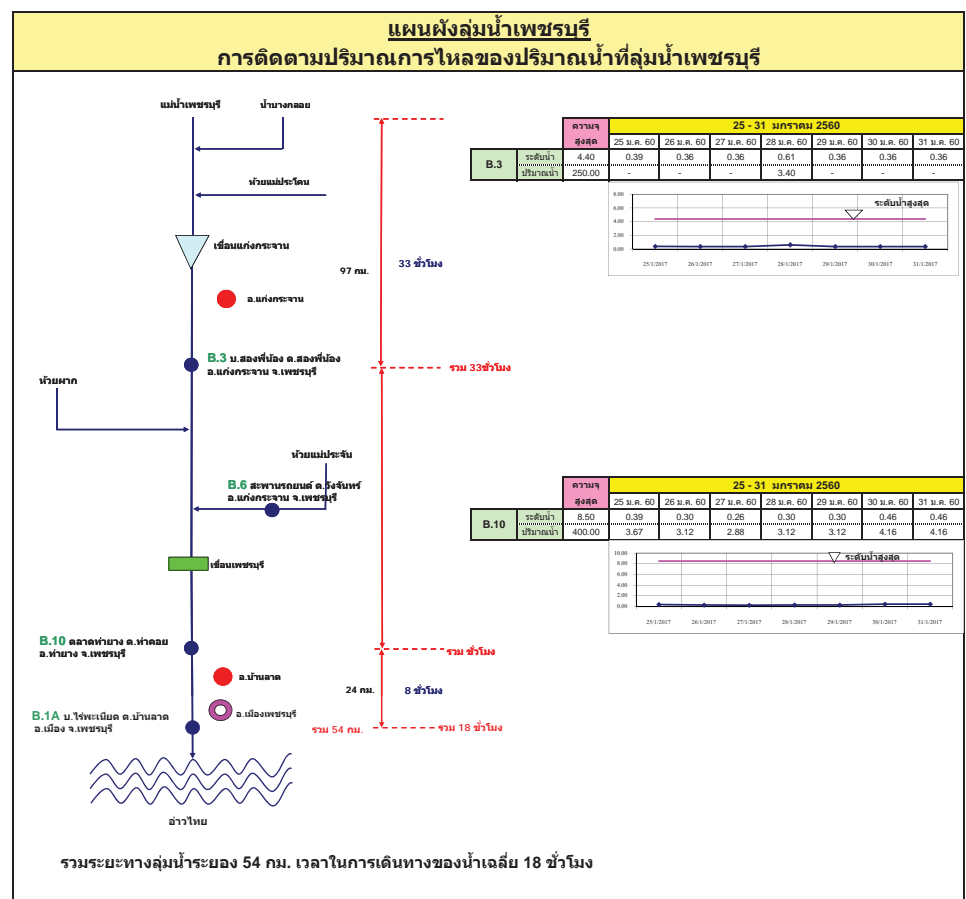 แผนผังลุ่มน้ำเพชรบุรี
การติดตามปริมาณการไหลของปริมาณน้ำที่ลุ่มน้ำเพชรบุรี
แม่น้ำเพชรบุรี
น้ำบางกลอย
ห้วยแม่ประโดน
เขื่อนแก่งกระจาน
97 กม.
33 ชั่วโมง
อ.แก่งกระจาน
B.3 บ.สองพี่น้อง ต.สองพี่น้อง
อ.แก่งกระจาน จ.เพชรบุรี
รวม 33ชั่วโมง
ห้วยผาก
ห้วยแม่ประจัน
B.6 สะพานรถยนต์ ต.วังจันทร์
อ.แก่งกระจาน จ.เพชรบุรี
เขื่อนเพชรบุรี
B.10 ตลาดท่ายาง ต.ท่าคอย
อ.ท่ายาง จ.เพชรบุรี
รวม ชั่วโมง
อ.บ้านลาด
24 กม.
8 ชั่วโมง
B.1A บ.ไร่พะเนียด ต.บ้านลาด
อ.เมือง จ.เพชรบุรี
อ.เมืองเพชรบุรี
รวม 54 กม.
รวม 18 ชั่วโมง
อ่าวไทย
รวมระยะทางลุ่มน้ำระยอง 54 กม. เวลาในการเดินทางของน้ำเฉลี่ย 18 ชั่วโมง
ความจุ 25 - 31 มกราคม 2560
สูงสุด 25 ม.ค. 60 26 ม.ค. 60 27 ม.ค. 60 28 ม.ค. 60 29 ม.ค. 60 30 ม.ค. 60 31 ม.ค. 60
B.3
ระดับน้ำ 4.40 0.39 0.36 0.36 0.61 0.36 0.36 0.36
ปริมาณน้ำ 250.00 - - - 3.40 - - -
8.00
6.00
4.00
2.00
0.00
ระดับน้ำสูงสุด
25/1/2017 26/1/2017 27/1/2017 28/1/2017 29/1/2017 30/1/2017 31/1/2017
ความจุ 25 - 31 มกราคม 2560
สูงสุด 25 ม.ค. 60 26 ม.ค. 60 27 ม.ค. 60 28 ม.ค. 60 29 ม.ค. 60 30 ม.ค. 60 31 ม.ค. 60
B.10
ระดับน้ำ 8.50 0.39 0.30 0.26 0.30 0.30 0.46 0.46
ปริมาณน้ำ 400.00 3.67 3.12 2.88 3.12 3.12 4.16 4.16
10.00
8.00
6.00
4.00
2.00
0.00
ระดับน้ำสูงสุด
25/1/2017 26/1/2017 27/1/2017 28/1/2017 29/1/2017 30/1/2017 31/1/2017